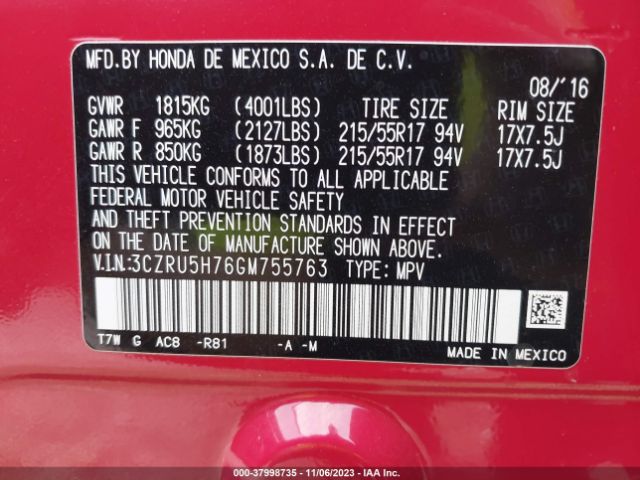 MFD.BY HONDA DE MEXICO S.A. DE C.V.
08/'16
GVWR 1815KG (4001LBS) TIRE SIZE RIM SIZE
GAWR F 965KG (2127LBS) 215/55R17 94V 17X7.5J
GAWR R 850KG (1873LBS) 215/55R17 94V 17X7.5J
THIS VEHICLE CONFORMS TO ALL APPLICABLE
FEDERAL MOTOR VEHICLE SAFETY
AND THEFT PREVENTION STANDARDS IN EFFECT
ON THE DATE OF MANUFACTURE SHOWN ABOVE.
V.I.N:3CZRU5H76GM755763 TYPE: MPV
T7W G AC8 -R81 -A -M
MADE IN MEXICO
000-37998735 - 11/06/2023 - IAA Inc.